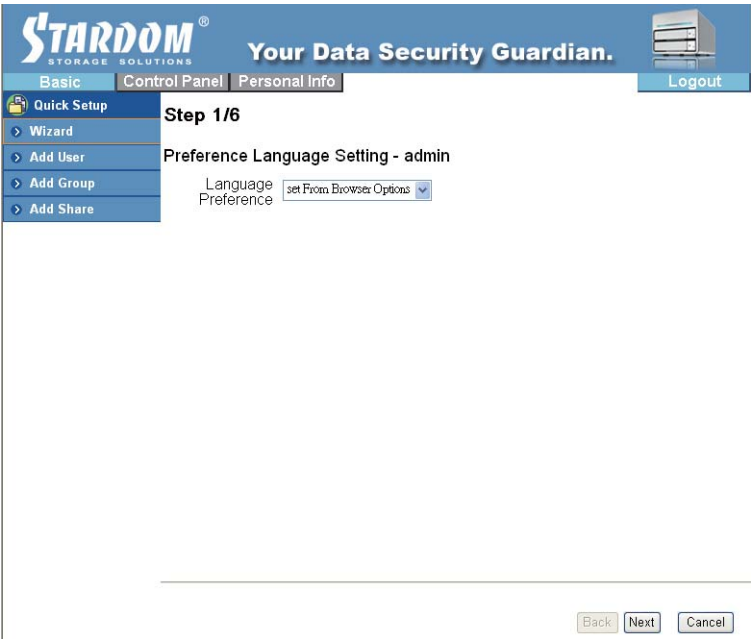 STARDOM®
STORAGE SOLUTIONS
Your Data Security Guardian.
Basic
Control Panel
Personal Info
Logout
Quick Setup
Wizard
Add User
Add Group
Add Share
Step 1/6
Preference Language Setting - admin
Language
Preference
set From Browser Options
Back
Next
Cancel